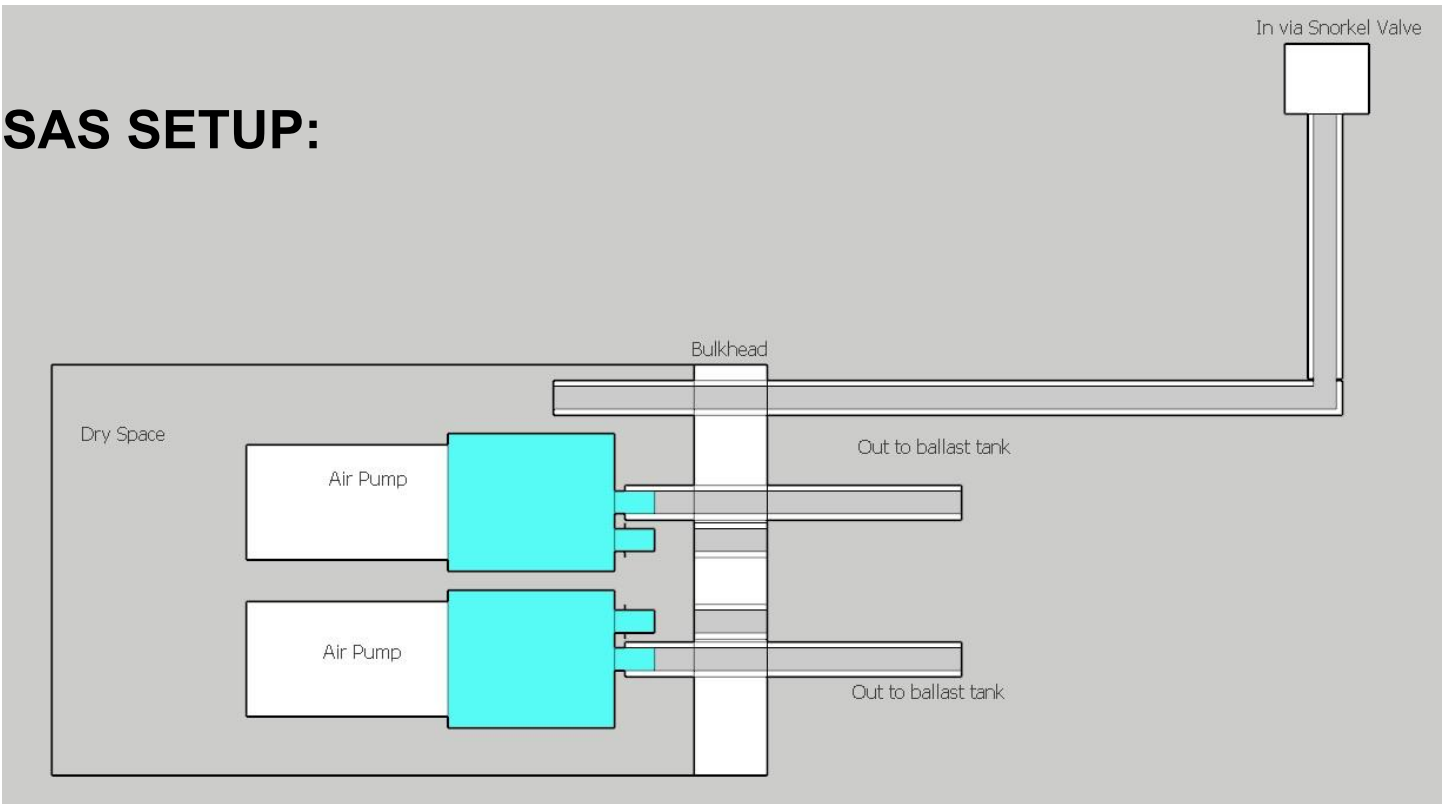 In via Snorkel Valve
SAS SETUP:
Bulkhead
Dry Space
Out to ballast tank
Air Pump
Air Pump
Out to ballast tank